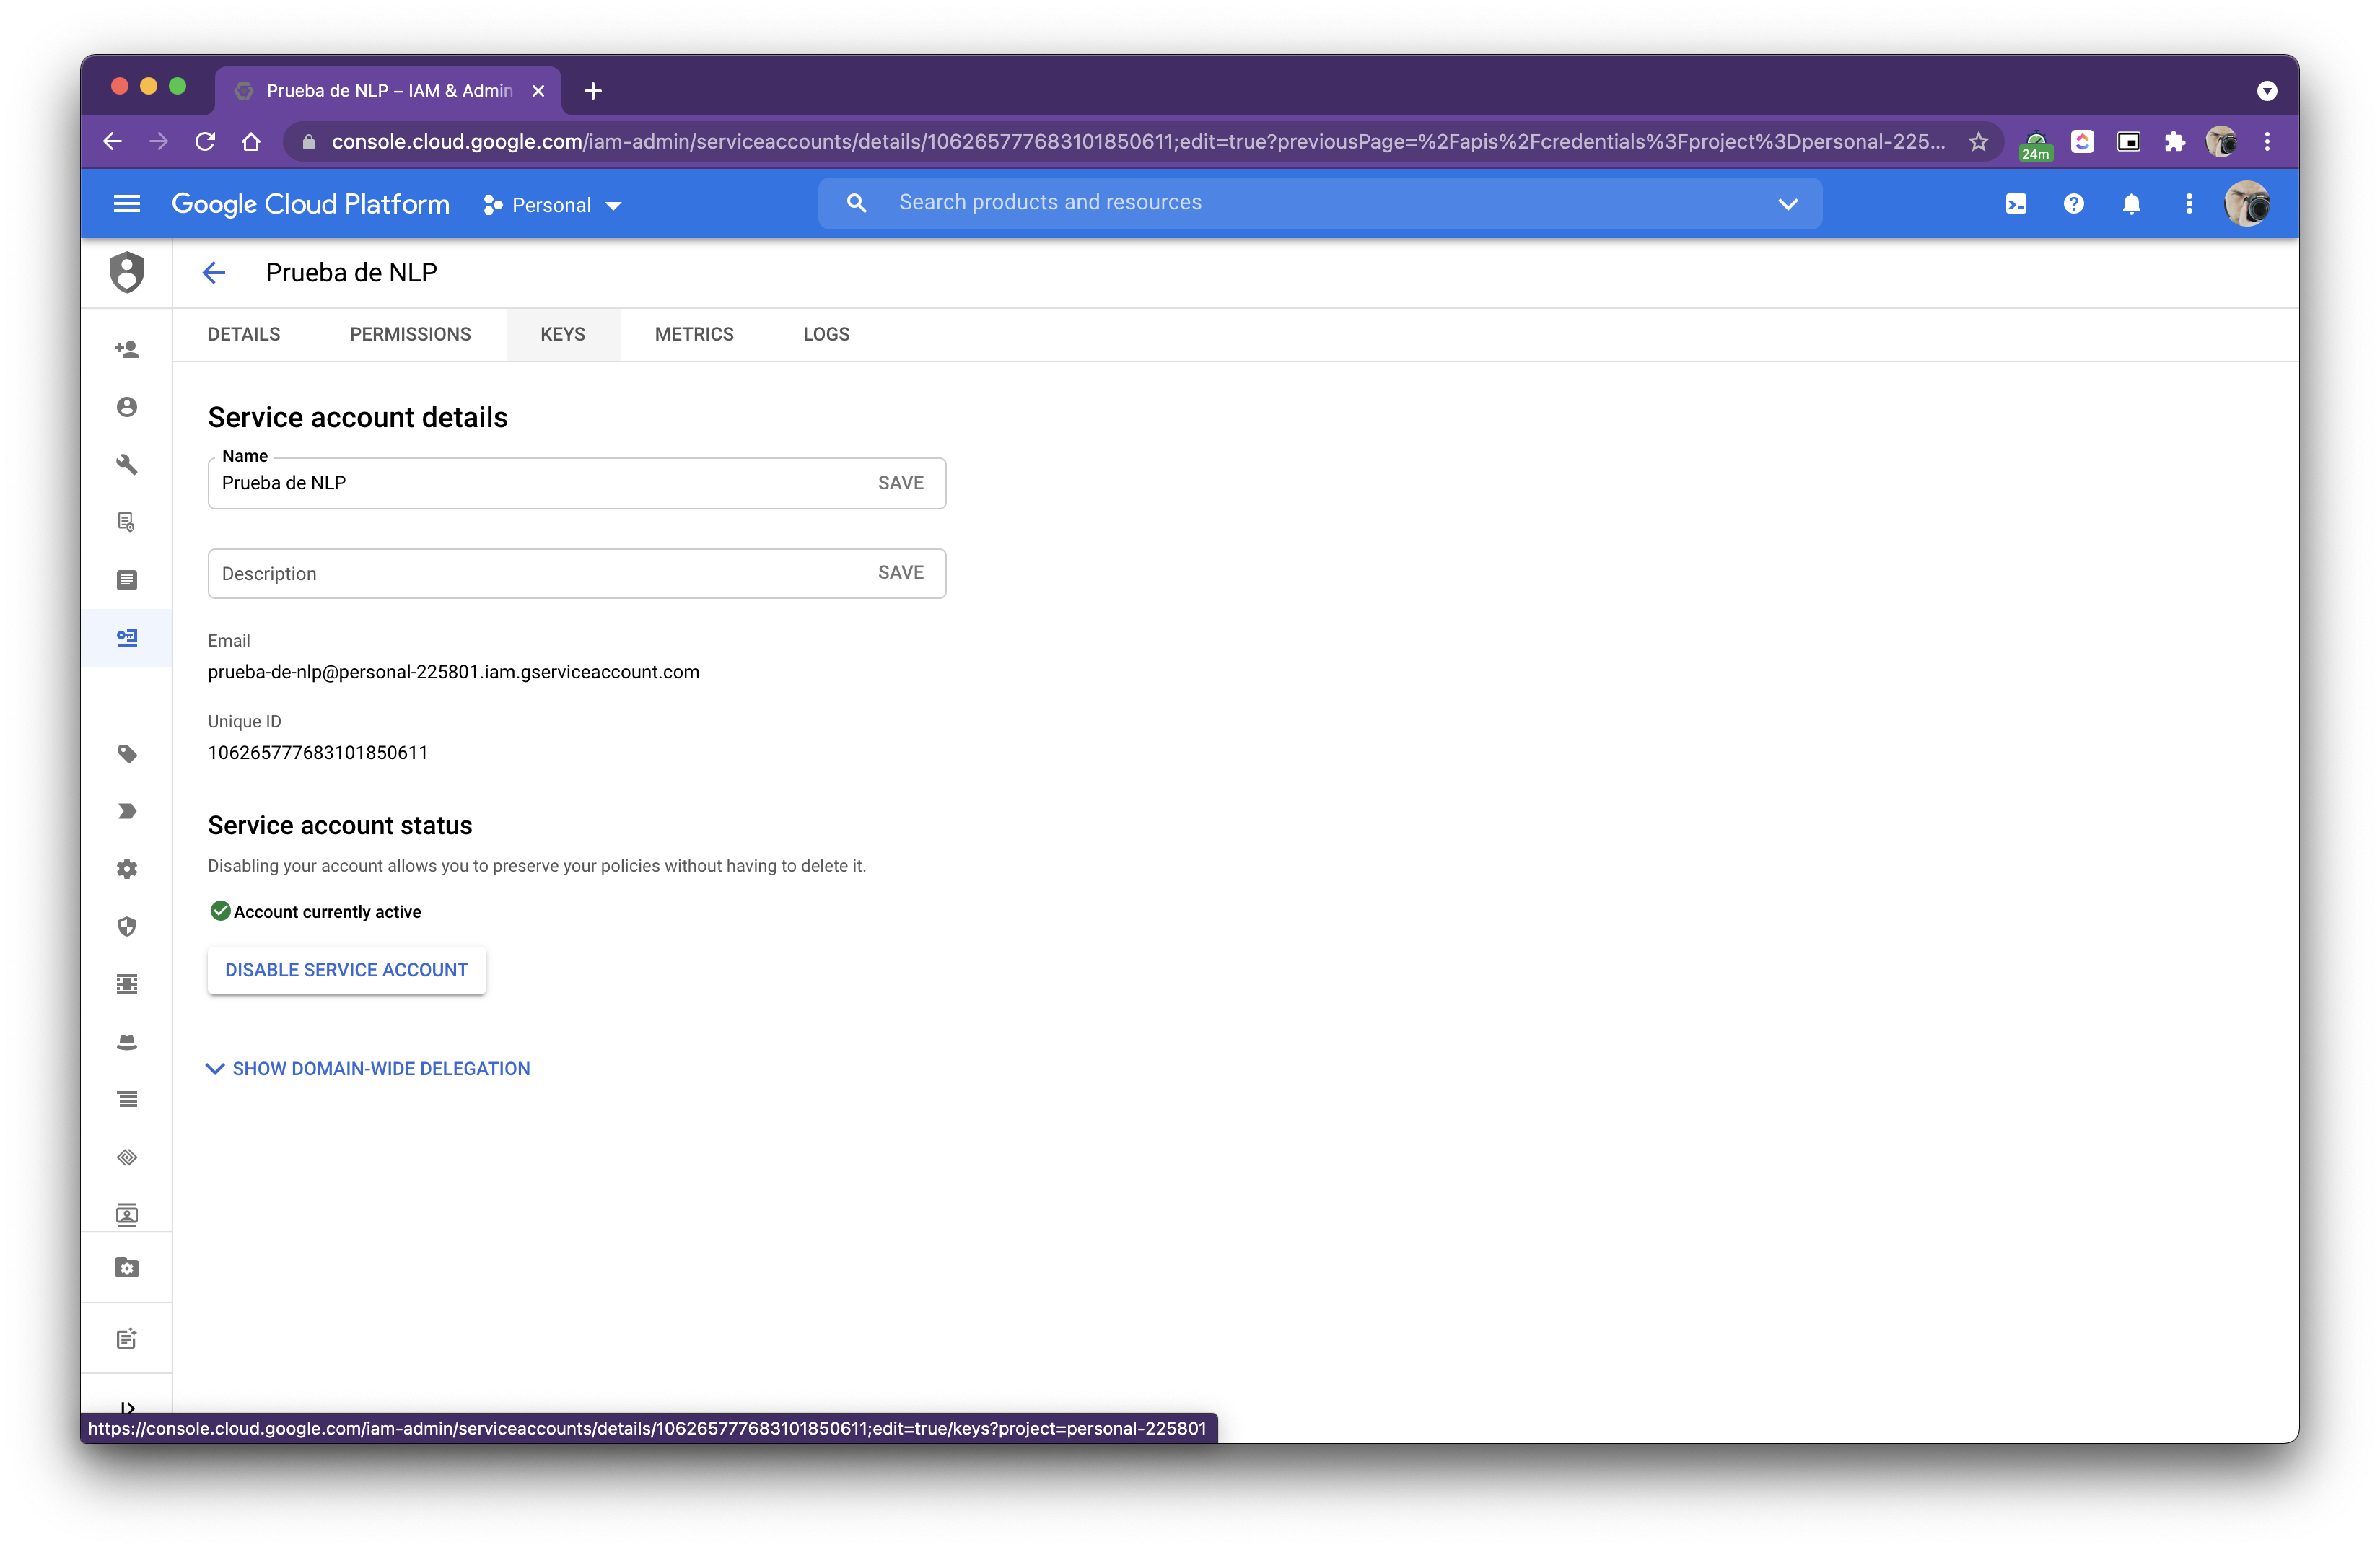 Prueba de NLP – IAM & Admin
console.cloud.google.com/iam-admin/serviceaccounts/details/106265777683101850611;edit=true?previousPage=%2Fapis%2Fcredentials%3Fproject%3Dpersonal-225...
24m
Google Cloud Platform
Personal
Search products and resources
Prueba de NLP
DETAILS
PERMISSIONS
KEYS
METRICS
LOGS
Service account details
Name
Prueba de NLP
SAVE
Description
SAVE
Email
prueba-de-nlp@personal-225801.iam.gserviceaccount.com
Unique ID
106265777683101850611
Service account status
Disabling your account allows you to preserve your policies without having to delete it.
Account currently active
DISABLE SERVICE ACCOUNT
SHOW DOMAIN-WIDE DELEGATION
https://console.cloud.google.com/iam-admin/serviceaccounts/details/106265777683101850611;edit=true/keys?project=personal-225801